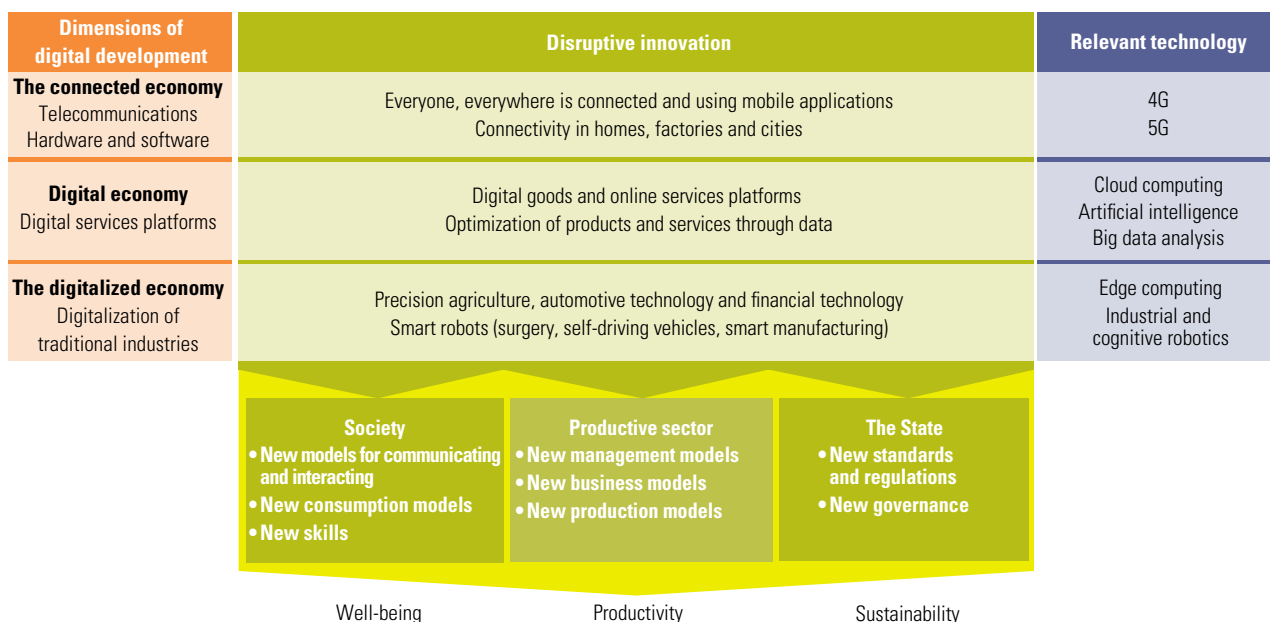 Dimensions of
digital development
Disruptive innovation
Relevant technology
The connected economy
Telecommunications
Hardware and software
Everyone, everywhere is connected and using mobile applications
Connectivity in homes, factories and cities
4G
5G
Digital economy
Digital services platforms
Digital goods and online services platforms
Optimization of products and services through data
Cloud computing
Artificial intelligence
Big data analysis
The digitalized economy
Digitalization of
traditional industries
Precision agriculture, automotive technology and financial technology
Smart robots (surgery, self-driving vehicles, smart manufacturing)
Edge computing
Industrial and
cognitive robotics
Society
• New models for communicating
and interacting
• New consumption models
• New skills
Productive sector
• New management models
• New business models
• New production models
The State
• New standards
and regulations
• New governance
Well-being
Productivity
Sustainability